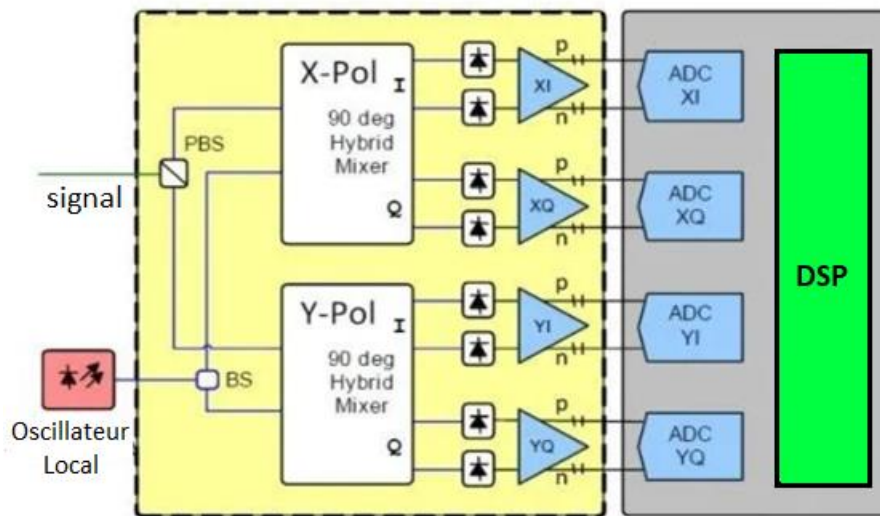 signal
PBS
X-Pol
I
90 deg
Hybrid
Mixer
Q
XI
p
n
XQ
p
n
ADC
XI
ADC
XQ
Oscillateur
Local
BS
Y-Pol
I
90 deg
Hybrid
Mixer
Q
YI
p
n
YQ
p
n
ADC
YI
ADC
YQ
DSP